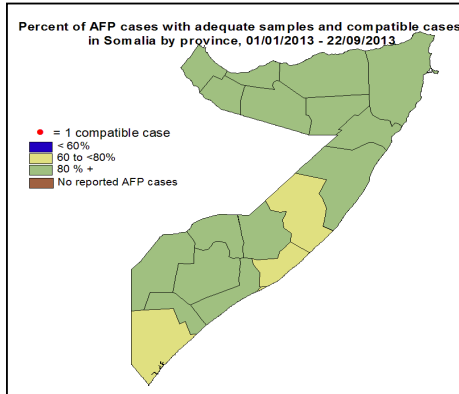 Percent of AFP cases with adequate samples and compatible cases
in Somalia by province, 01/01/2013 - 22/09/2013
= 1 compatible case
< 60%
60 to <80%
80 % +
No reported AFP cases